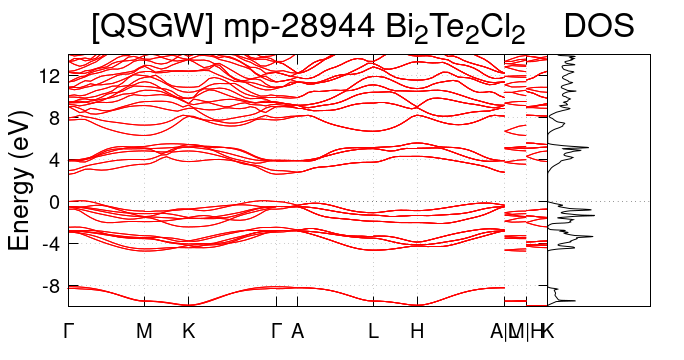 [QSGW] mp-28944 Bi₂Te₂Cl₂ DOS
Energy (eV)
12
8
4
0
-4
-8
Γ M K Γ A L H A|L M|H K